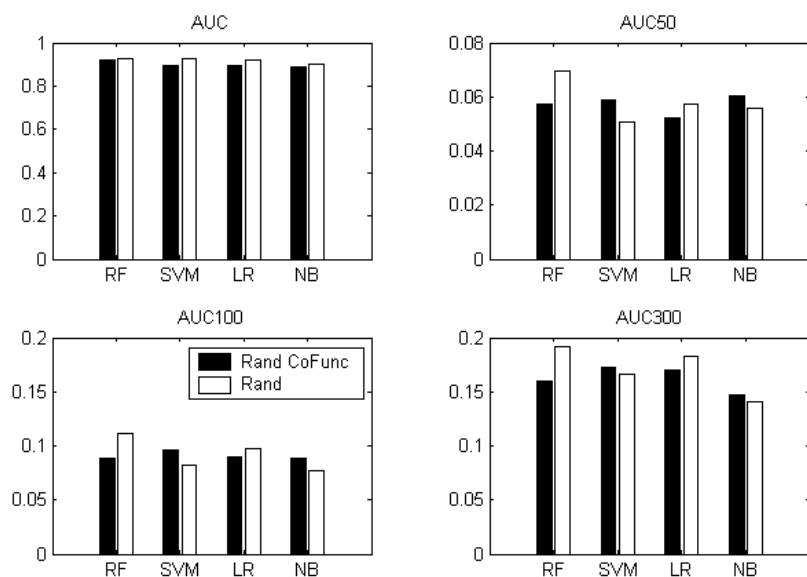 AUC
1
0.8
0.6
0.4
0.2
0
RF SVM LR NB
AUC50
0.08
0.06
0.04
0.02
0
RF SVM LR NB
AUC100
0.2
0.15
0.1
0.05
0
Rand CoFunc
Rand
RF SVM LR NB
AUC300
0.2
0.15
0.1
0.05
0
RF SVM LR NB